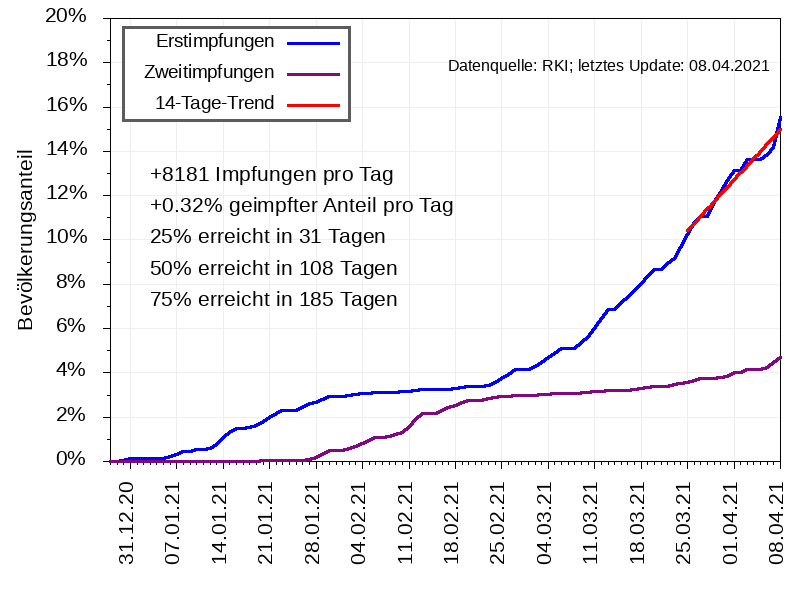 20%
18%
16%
14%
12%
10%
8%
6%
4%
2%
0%
Bevölkerungsanteil
Erstimpfungen
Zweitimpfungen
14-Tage-Trend
Datenquelle: RKI; letztes Update: 08.04.2021
+8181 Impfungen pro Tag
+0.32% geimpfter Anteil pro Tag
25% erreicht in 31 Tagen
50% erreicht in 108 Tagen
75% erreicht in 185 Tagen
31.12.20
07.01.21
14.01.21
21.01.21
28.01.21
04.02.21
11.02.21
18.02.21
25.02.21
04.03.21
11.03.21
18.03.21
25.03.21
01.04.21
08.04.21